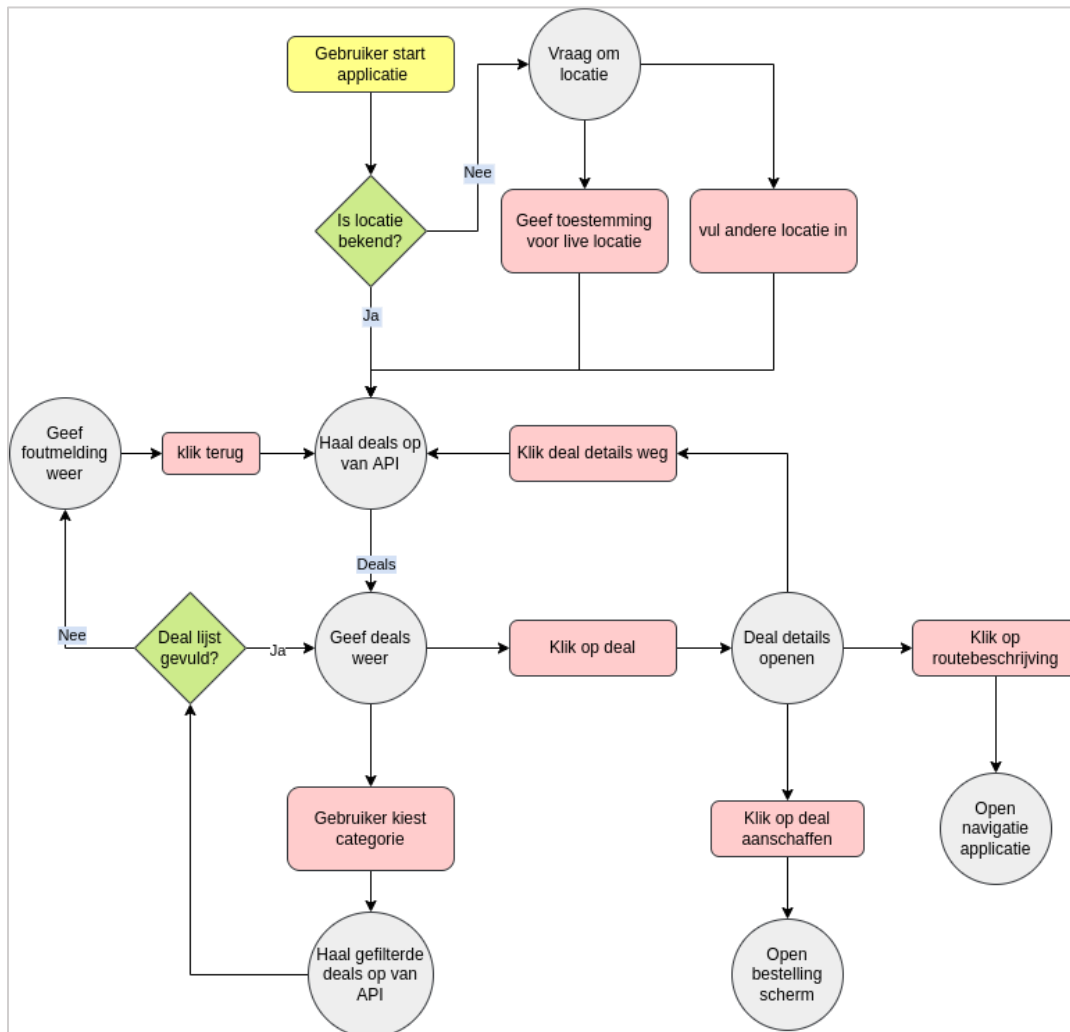 Gebruiker start
applicatie
Vraag om
locatie
Nee
Is locatie
bekend?
Geef toestemming
voor live locatie
vul andere locatie in
Ja
Geef
foutmelding
weer
klik terug
Haal deals op
van API
Klik deal details weg
Deals
Nee
Deal lijst
gevuld?
Ja
Geef deals
weer
Klik op deal
Deal details
openen
Klik op
routebeschrijving
Gebruiker kiest
categorie
Klik op deal
aanschaffen
Open
navigatie
applicatie
Haal gefilterde
deals op van
API
Open
bestelling
scherm